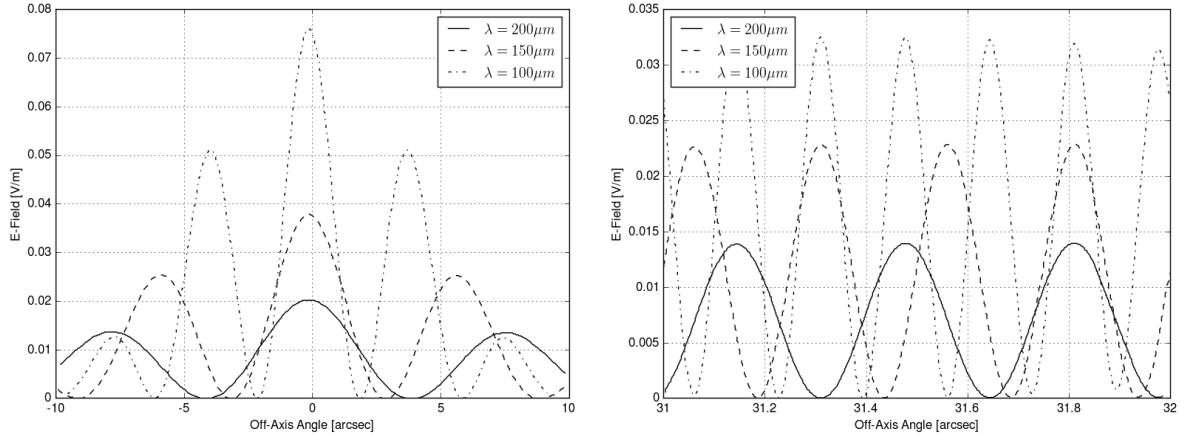 0.08
0.07
0.06
0.05
0.04
0.03
0.02
0.01
0.00
E-Field [V/m]
-10
-5
0
5
10
Off-Axis Angle [arcsec]
λ = 200μm
λ = 150μm
λ = 100μm
0.035
0.03
0.025
0.02
0.015
0.01
0.005
0
E-Field [V/m]
31
31.2
31.4
31.6
31.8
32
Off-Axis Angle [arcsec]
λ = 200μm
λ = 150μm
λ = 100μm